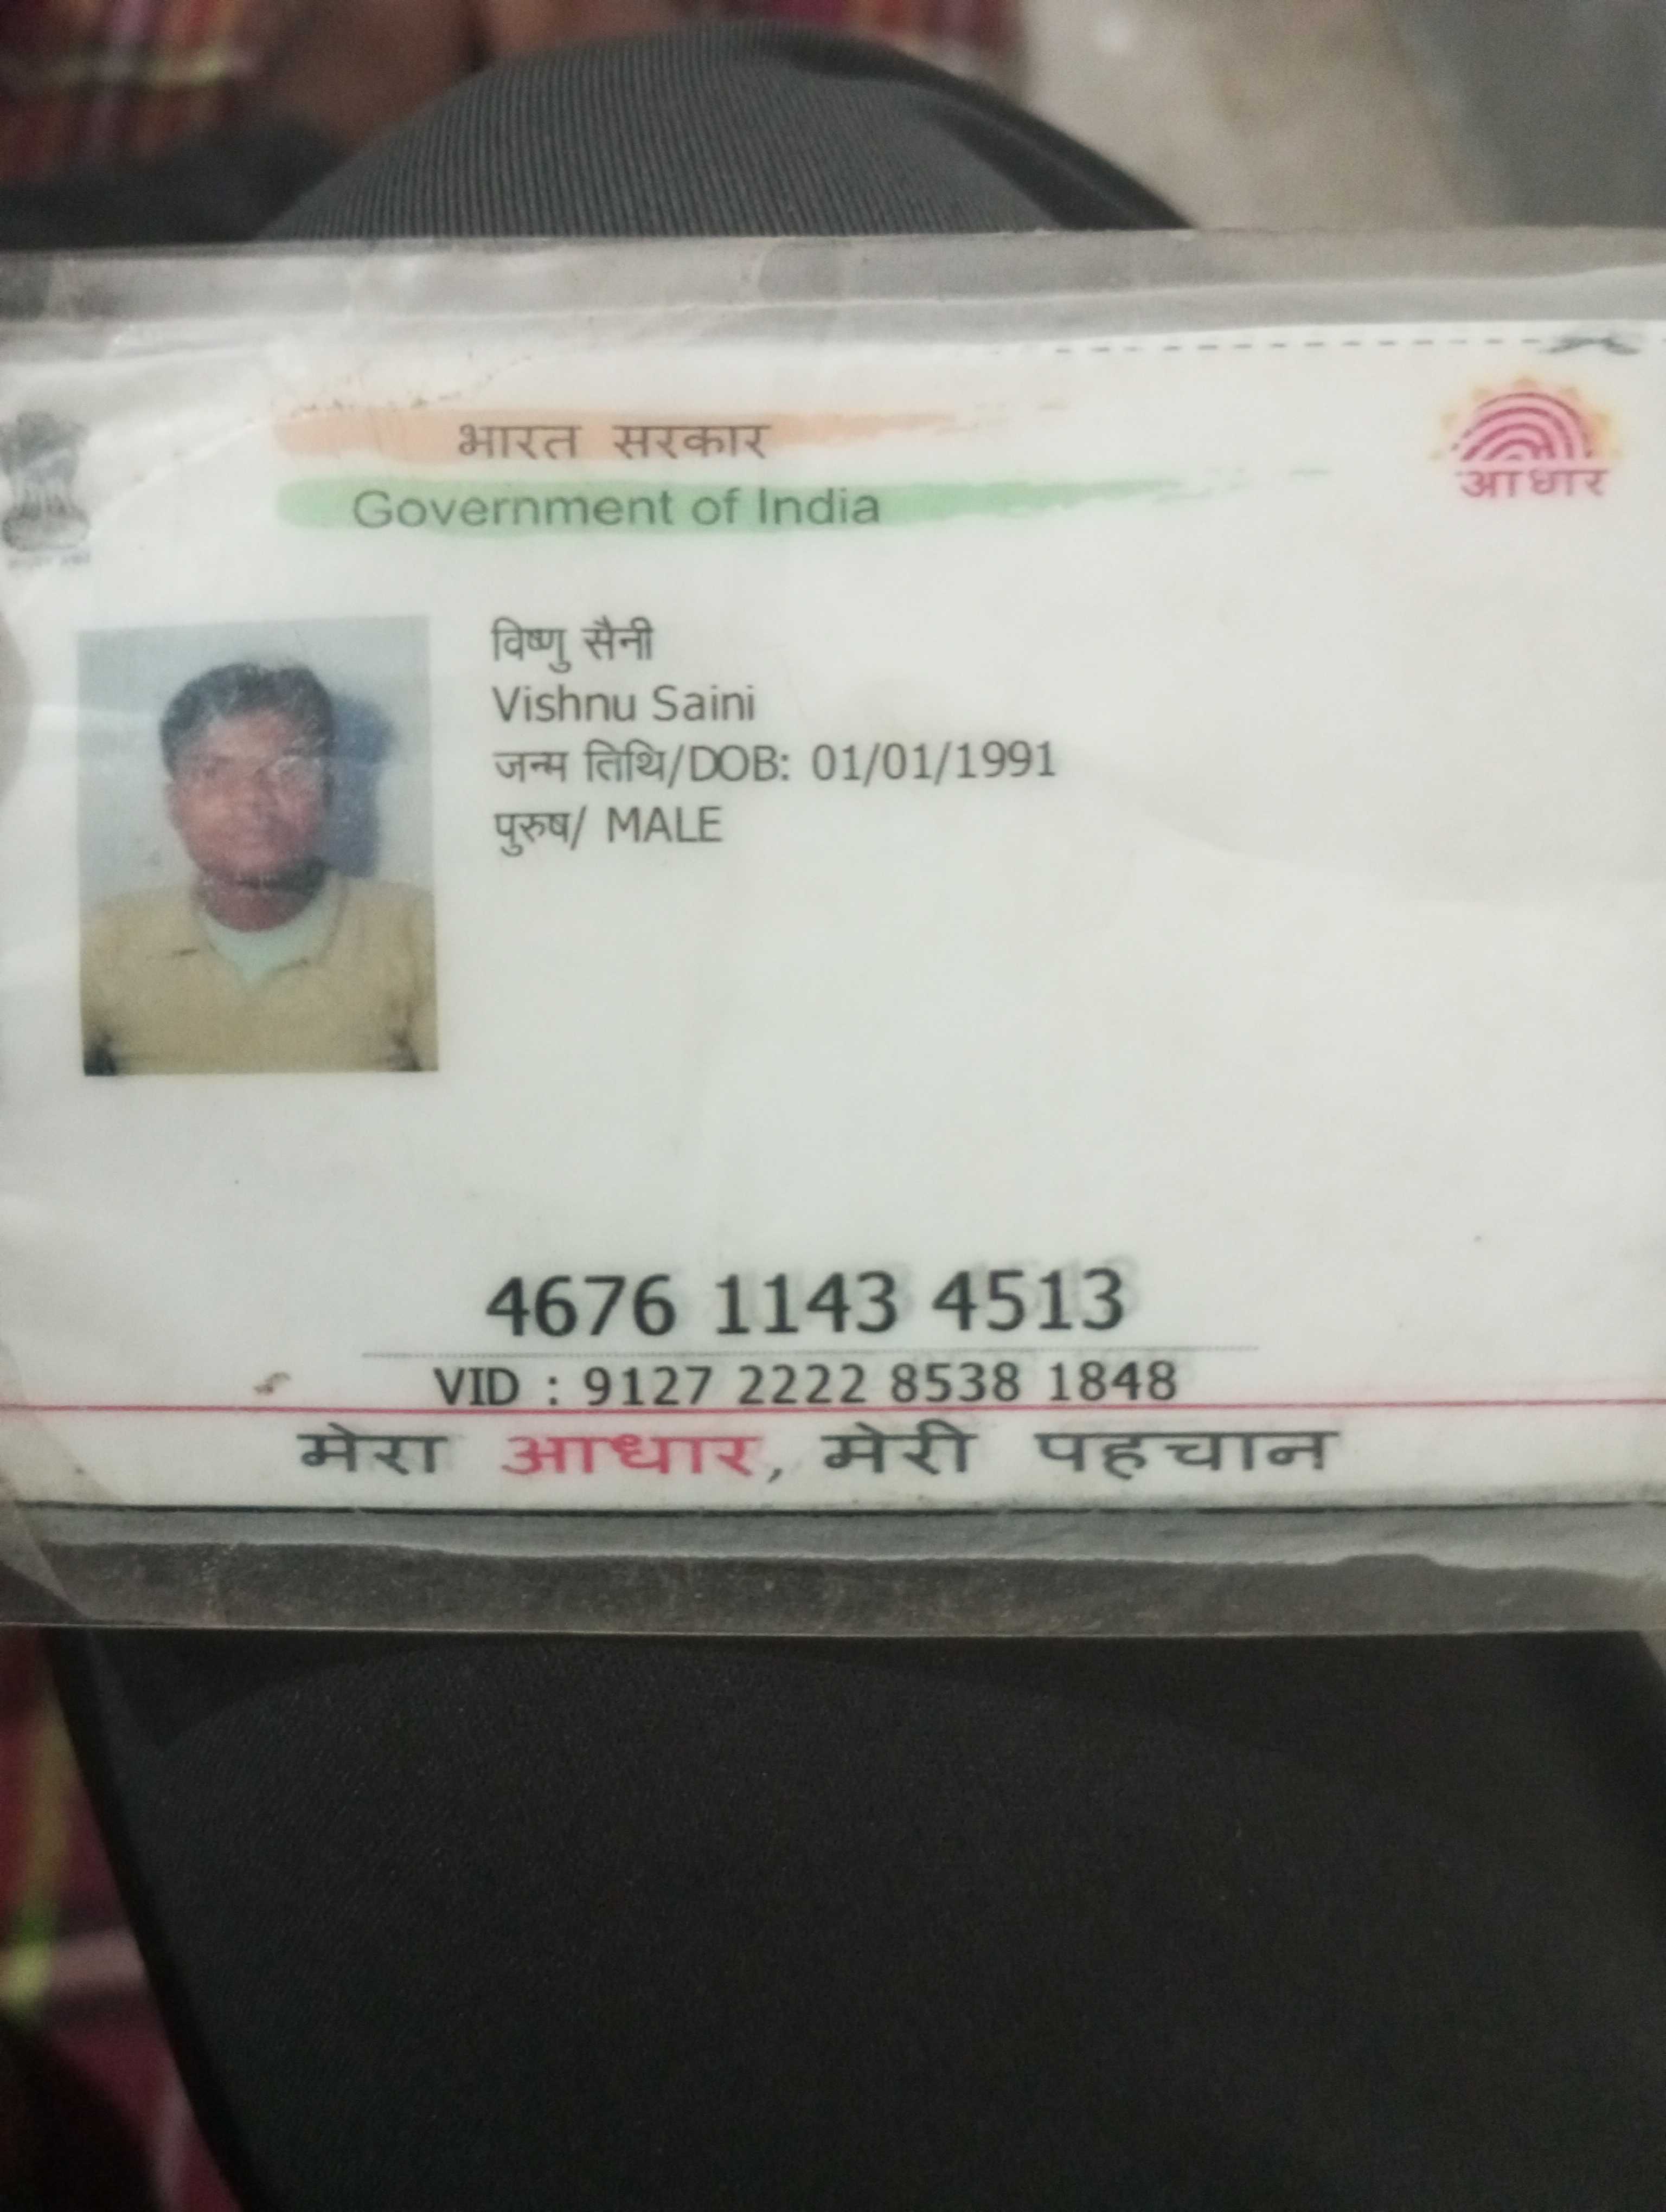 भारत सरकार
Government of India
आधार
विष्णु सैनी
Vishnu Saini
जन्म तिथि/DOB: 01/01/1991
पुरुष/ MALE
4676 1143 4513
VID : 9127 2222 8538 1848
मेरा आधार, मेरी पहचान